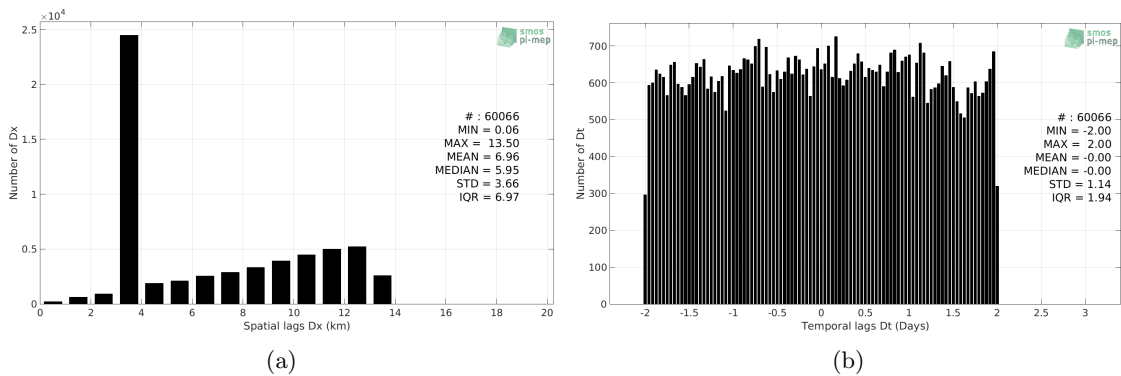 ×10⁴
2.5
2
1.5
1
0.5
0
0 2 4 6 8 10 12 14 16 18 20
Number of Dx
Spatial lags Dx (km)
smos
pi-mep
# : 60066
MIN = 0.06
MAX = 13.50
MEAN = 6.96
MEDIAN = 5.95
STD = 3.66
IQR = 6.97
(a)
700
600
500
400
300
200
100
0
-2 -1.5 -1 -0.5 0 0.5 1 1.5 2 2.5 3
Number of Dt
Temporal lags Dt (Days)
smos
pi-mep
# : 60066
MIN = -2.00
MAX = 2.00
MEAN = -0.00
MEDIAN = -0.00
STD = 1.14
IQR = 1.94
(b)